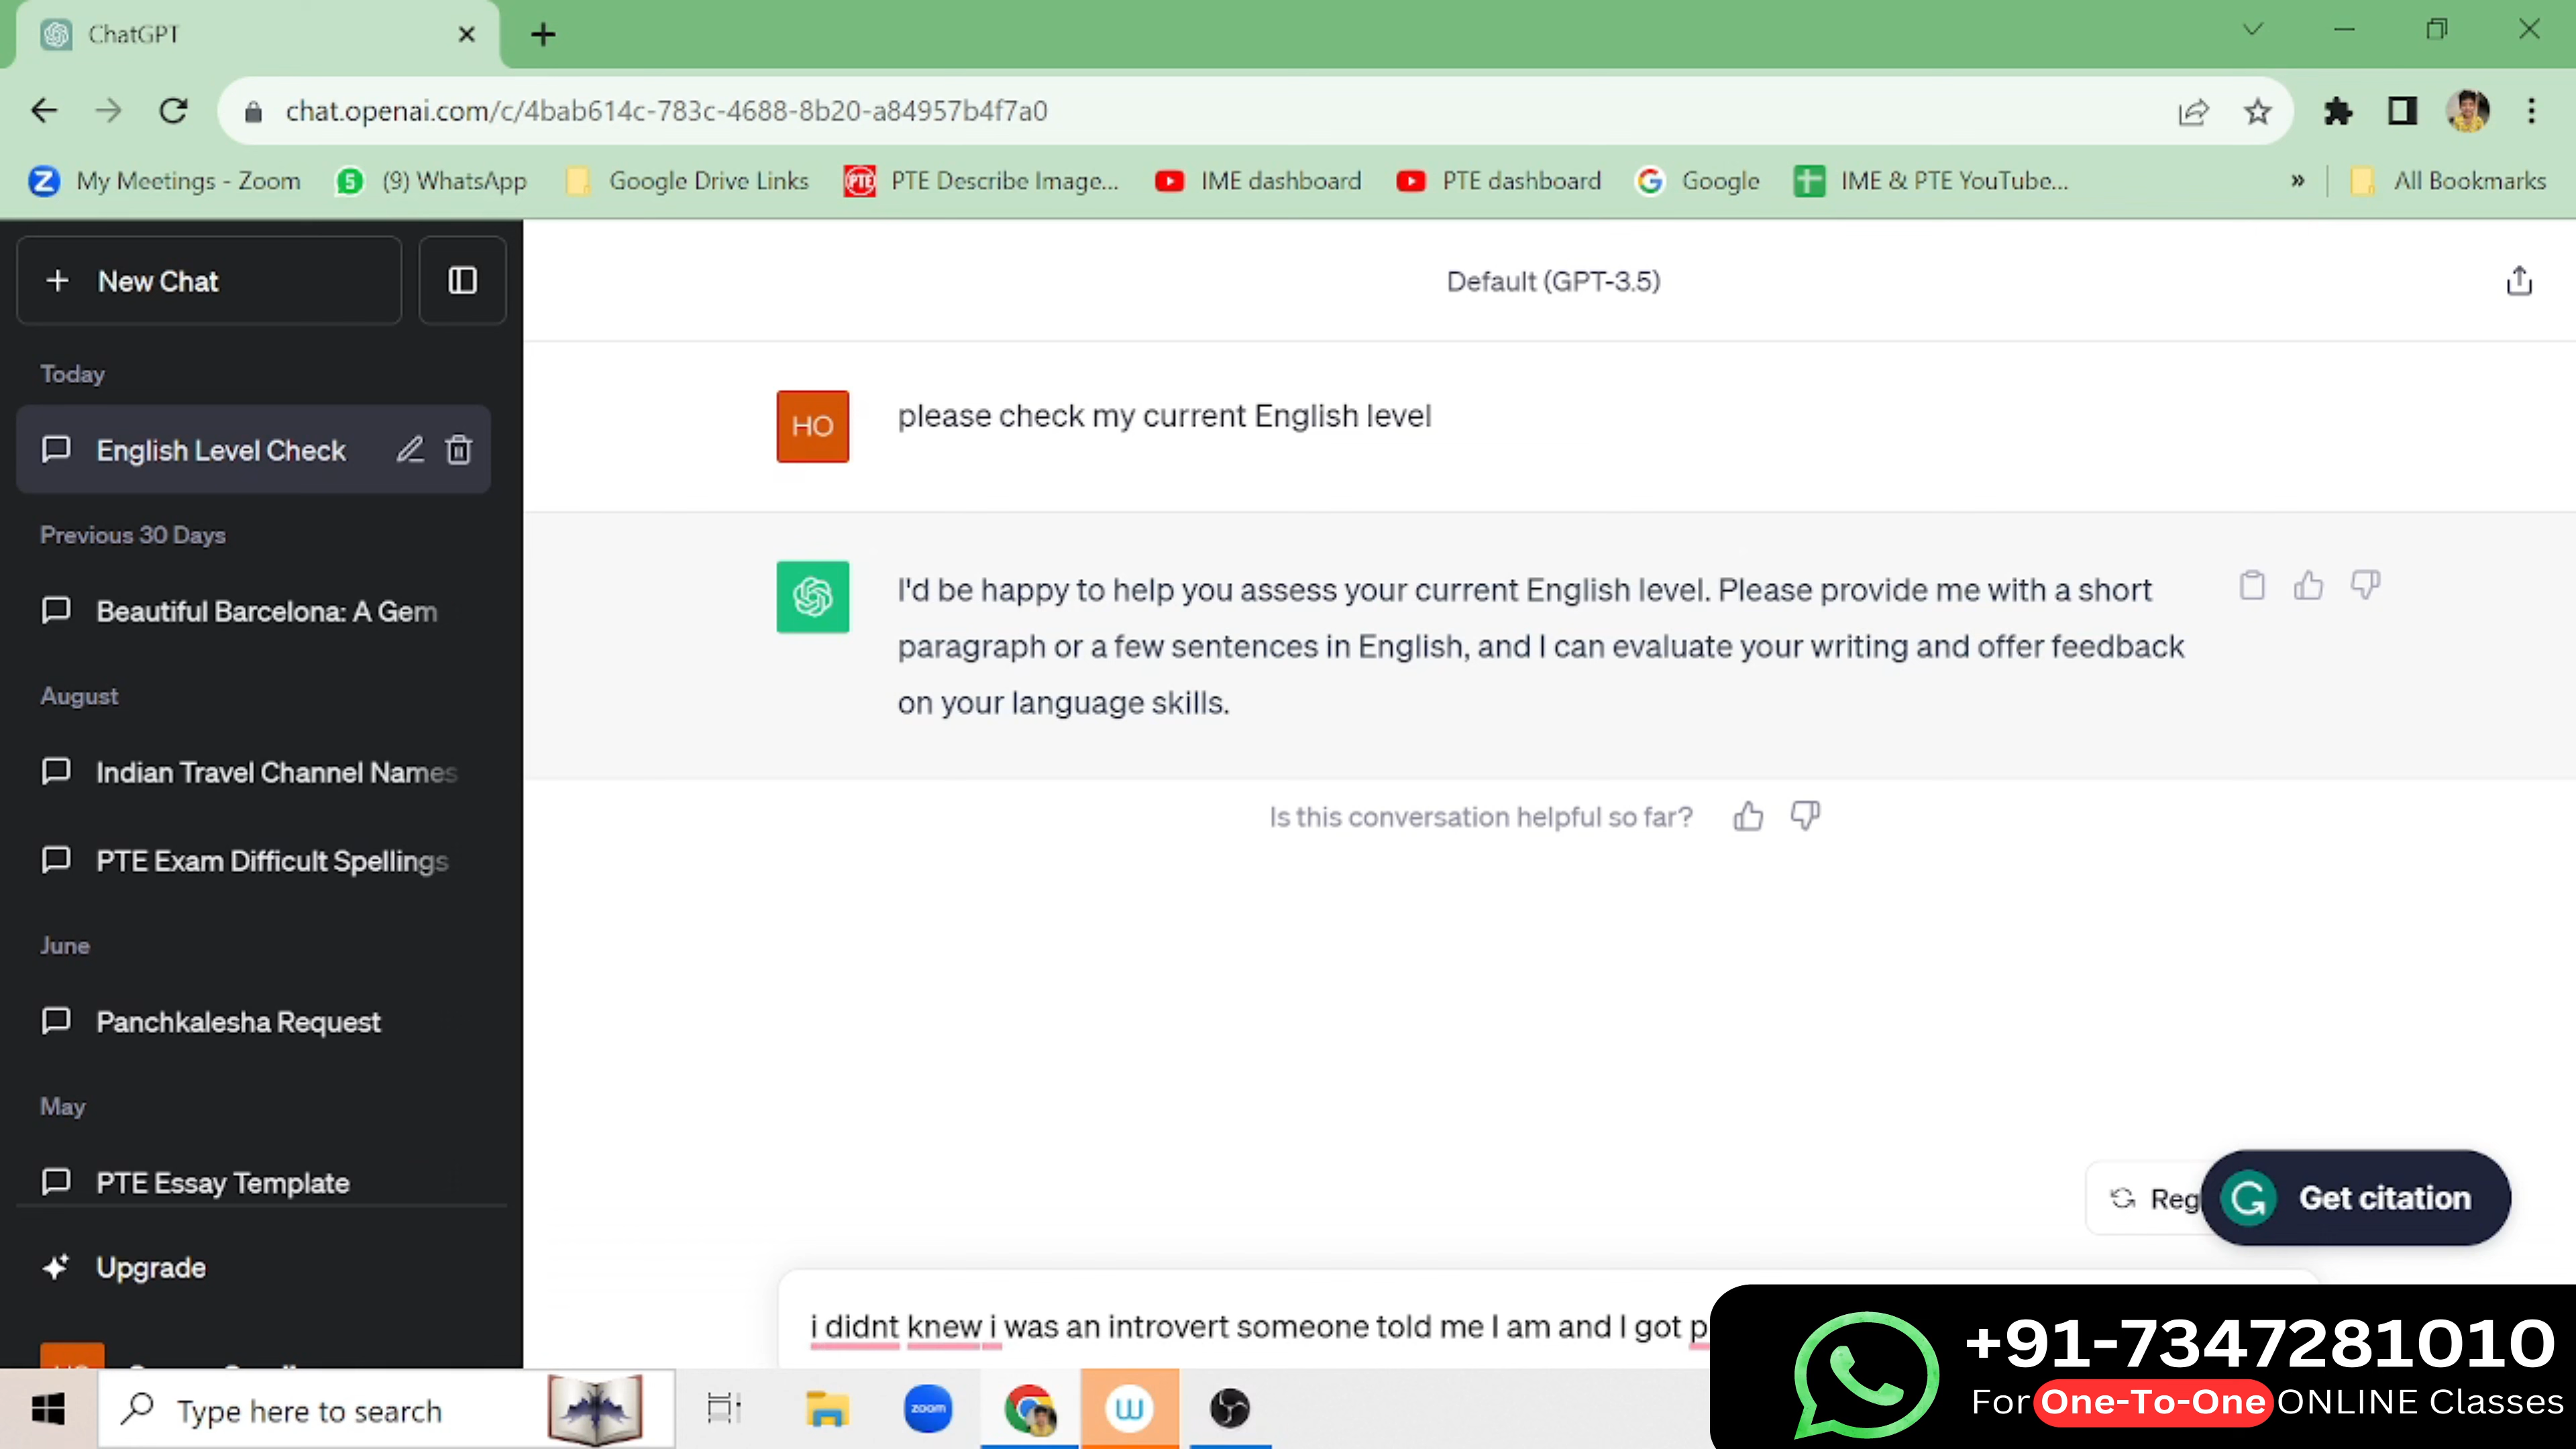 ChatGPT
chat.openai.com/c/4bab614c-783c-4688-8b20-a84957b4f7a0
My Meetings - Zoom
(9) WhatsApp
Google Drive Links
PTE Describe Image...
IME dashboard
PTE dashboard
Google
IME & PTE YouTube...
All Bookmarks
New Chat
Today
English Level Check
Previous 30 Days
Beautiful Barcelona: A Gem
August
Indian Travel Channel Names
PTE Exam Difficult Spellings
June
Panchkalesha Request
May
PTE Essay Template
Upgrade
Default (GPT-3.5)
HO
please check my current English level
I'd be happy to help you assess your current English level. Please provide me with a short
paragraph or a few sentences in English, and I can evaluate your writing and offer feedback
on your language skills.
Is this conversation helpful so far?
Reg
Get citation
i didnt knew i was an introvert someone told me I am and I got p
Type here to search
zoom
+91-7347281010
For One-To-One ONLINE Classes